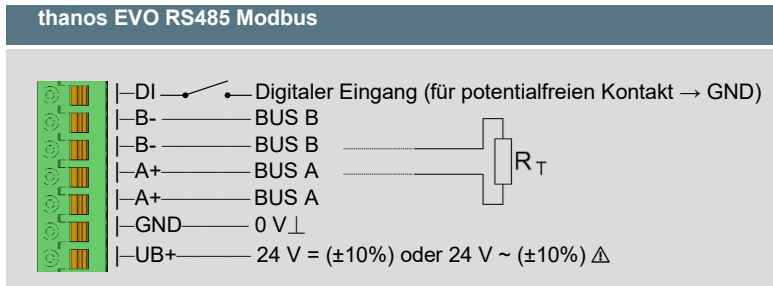 thanos EVO RS485 Modbus
DI Digitaler Eingang (für potentialfreien Kontakt → GND)
B- BUS B
B- BUS B
A+ BUS A
A+ BUS A
GND 0 V⊥
UB+ 24 V = (±10%) oder 24 V ~ (±10%) ⚠
RT